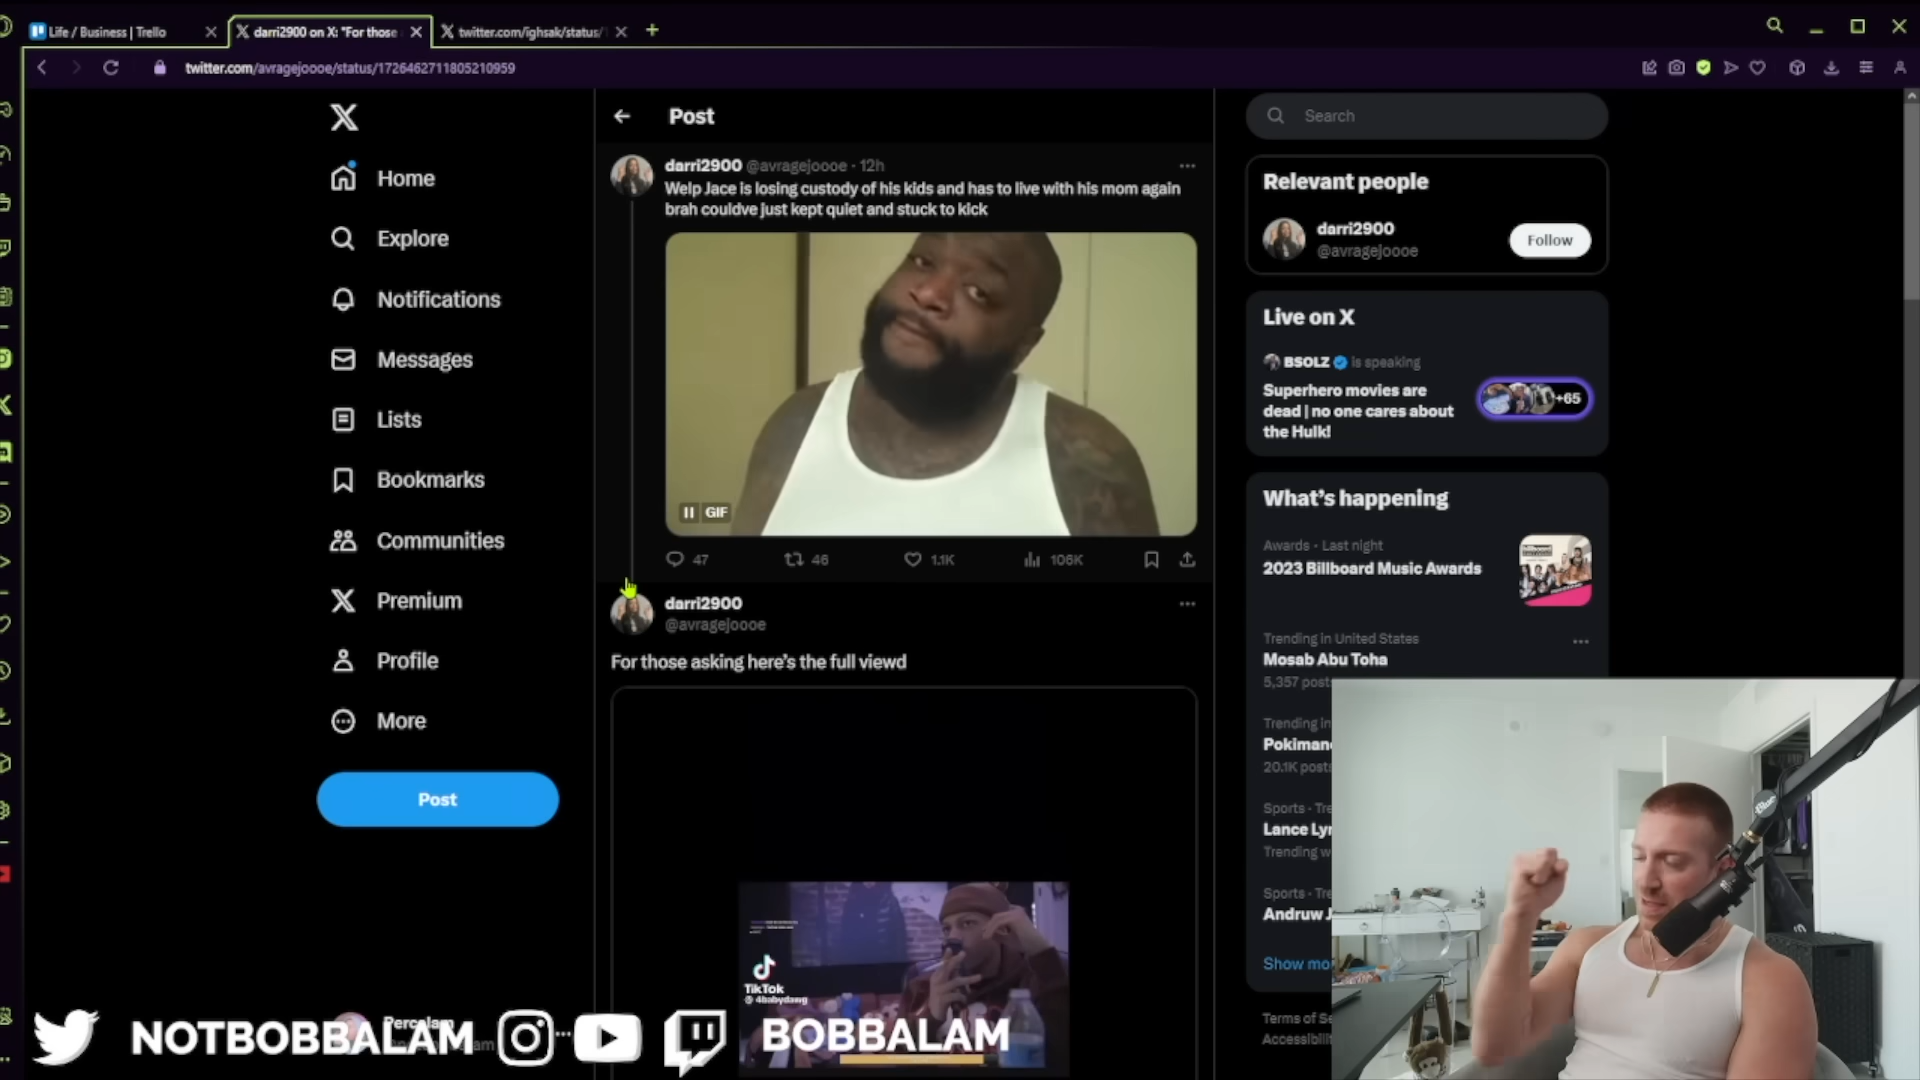 Life / Business | Trello
darri2900 on X: "For those
twitter.com/ighsak/status/
twitter.com/avragejoooe/status/1726462711805210959
Home
Explore
Notifications
Messages
Lists
Bookmarks
Communities
Premium
Profile
More
Post
Post
darri2900 @avragejoooe · 12h
Welp Jace is losing custody of his kids and has to live with his mom again
brah couldve just kept quiet and stuck to kick
GIF
47
46
1.1K
106K
darri2900
@avragejoooe
For those asking here's the full viewd
TikTok
@ 4babydawg
Search
Relevant people
darri2900
@avragejoooe
Follow
Live on X
BSOLZ is speaking
Superhero movies are
dead | no one cares about
the Hulk!
+65
What's happening
Awards · Last night
2023 Billboard Music Awards
Trending in United States
Mosab Abu Toha
5,357 posts
Trending in
Pokimane
20.1K posts
Sports · Tre
Lance Lyn
Trending w
Sports · Tre
Andruw J
Show mo
Terms of Se
Accessibili
NOTBOBBALAM
BOBBALAM